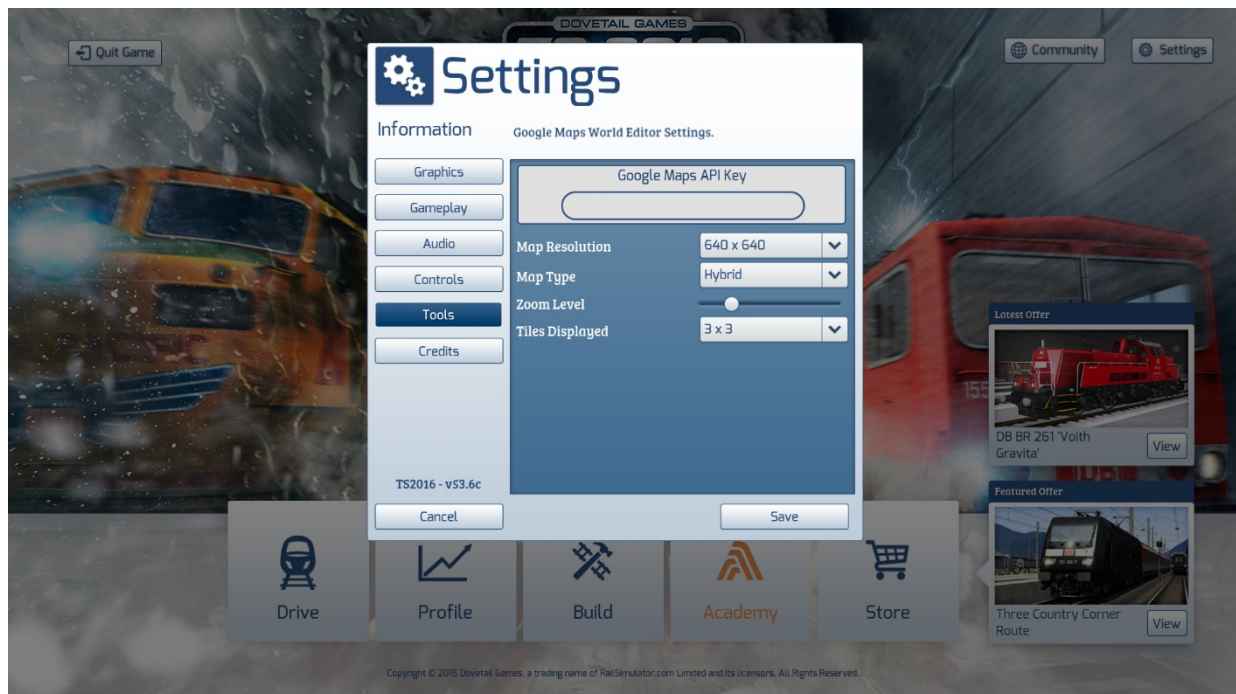 DOVETAIL GAMES
Quit Game
Community
Settings
Settings
Information
Google Maps World Editor Settings.
Graphics
Gameplay
Audio
Controls
Tools
Credits
Google Maps API Key
Map Resolution
640 x 640
Map Type
Hybrid
Zoom Level
Tiles Displayed
3 x 3
TS2016 - v53.6c
Cancel
Save
155
Latest Offer
DB BR 261 'Voith
Gravita'
View
Featured Offer
Three Country Corner
Route
View
Drive
Profile
Build
Academy
Store
Copyright © 2015 Dovetail Games, a trading name of RailSimulator.com Limited and its licensors. All Rights Reserved.